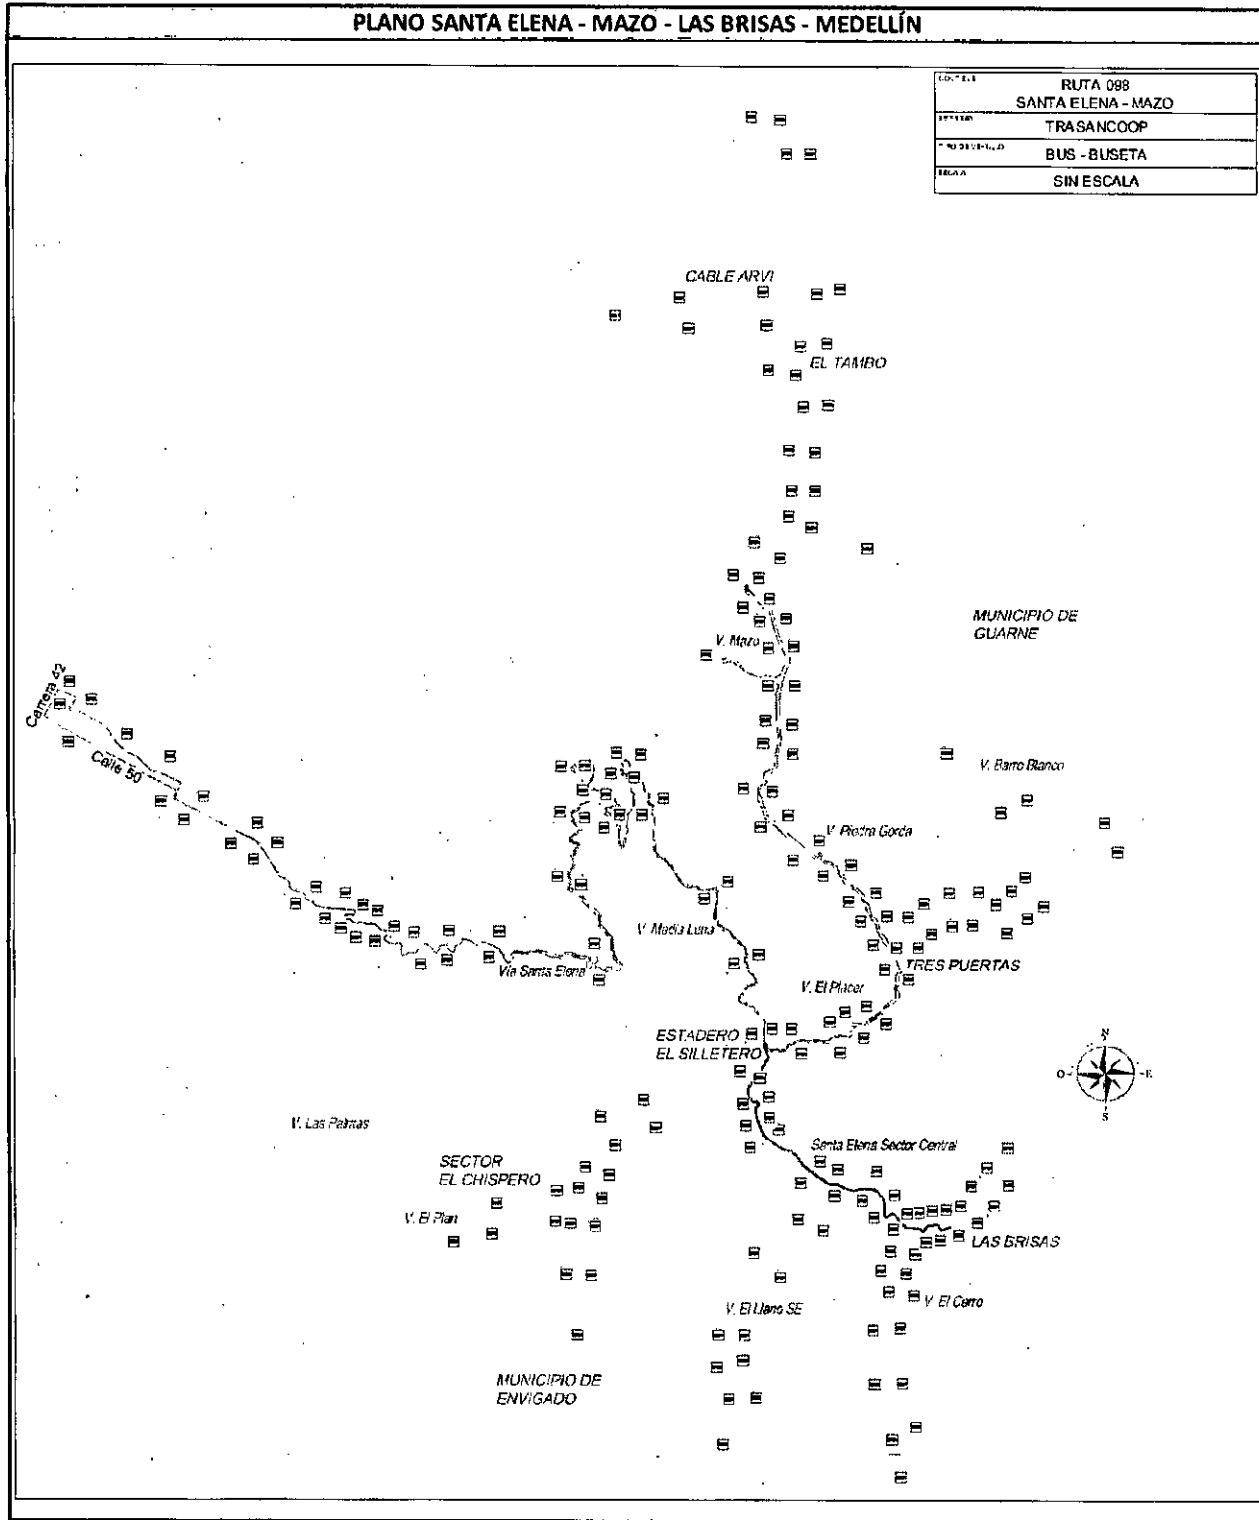 PLANO SANTA ELENA - MAZO - LAS BRISAS - MEDELLÍN
RUTA 098
SANTA ELENA - MAZO
TRASANCOOP
BUS - BUSETA
SIN ESCALA
CABLE ARVI
EL TAMBO
MUNICIPIO DE
GUARNE
V. Mazo
Carrera 42
Calle 50
V. Barro Blanco
V. Piedra Gorda
V. Media Luna
Vía Santa Elena
TRES PUERTAS
V. El Placer
ESTADERO
EL SILLETERO
N
O
E
S
V. Las Palmas
Santa Elena Sector Central
SECTOR
EL CHISPERO
V. El Plan
LAS BRISAS
V. El Llano SE
V. El Cerro
MUNICIPIO DE
ENVIGADO